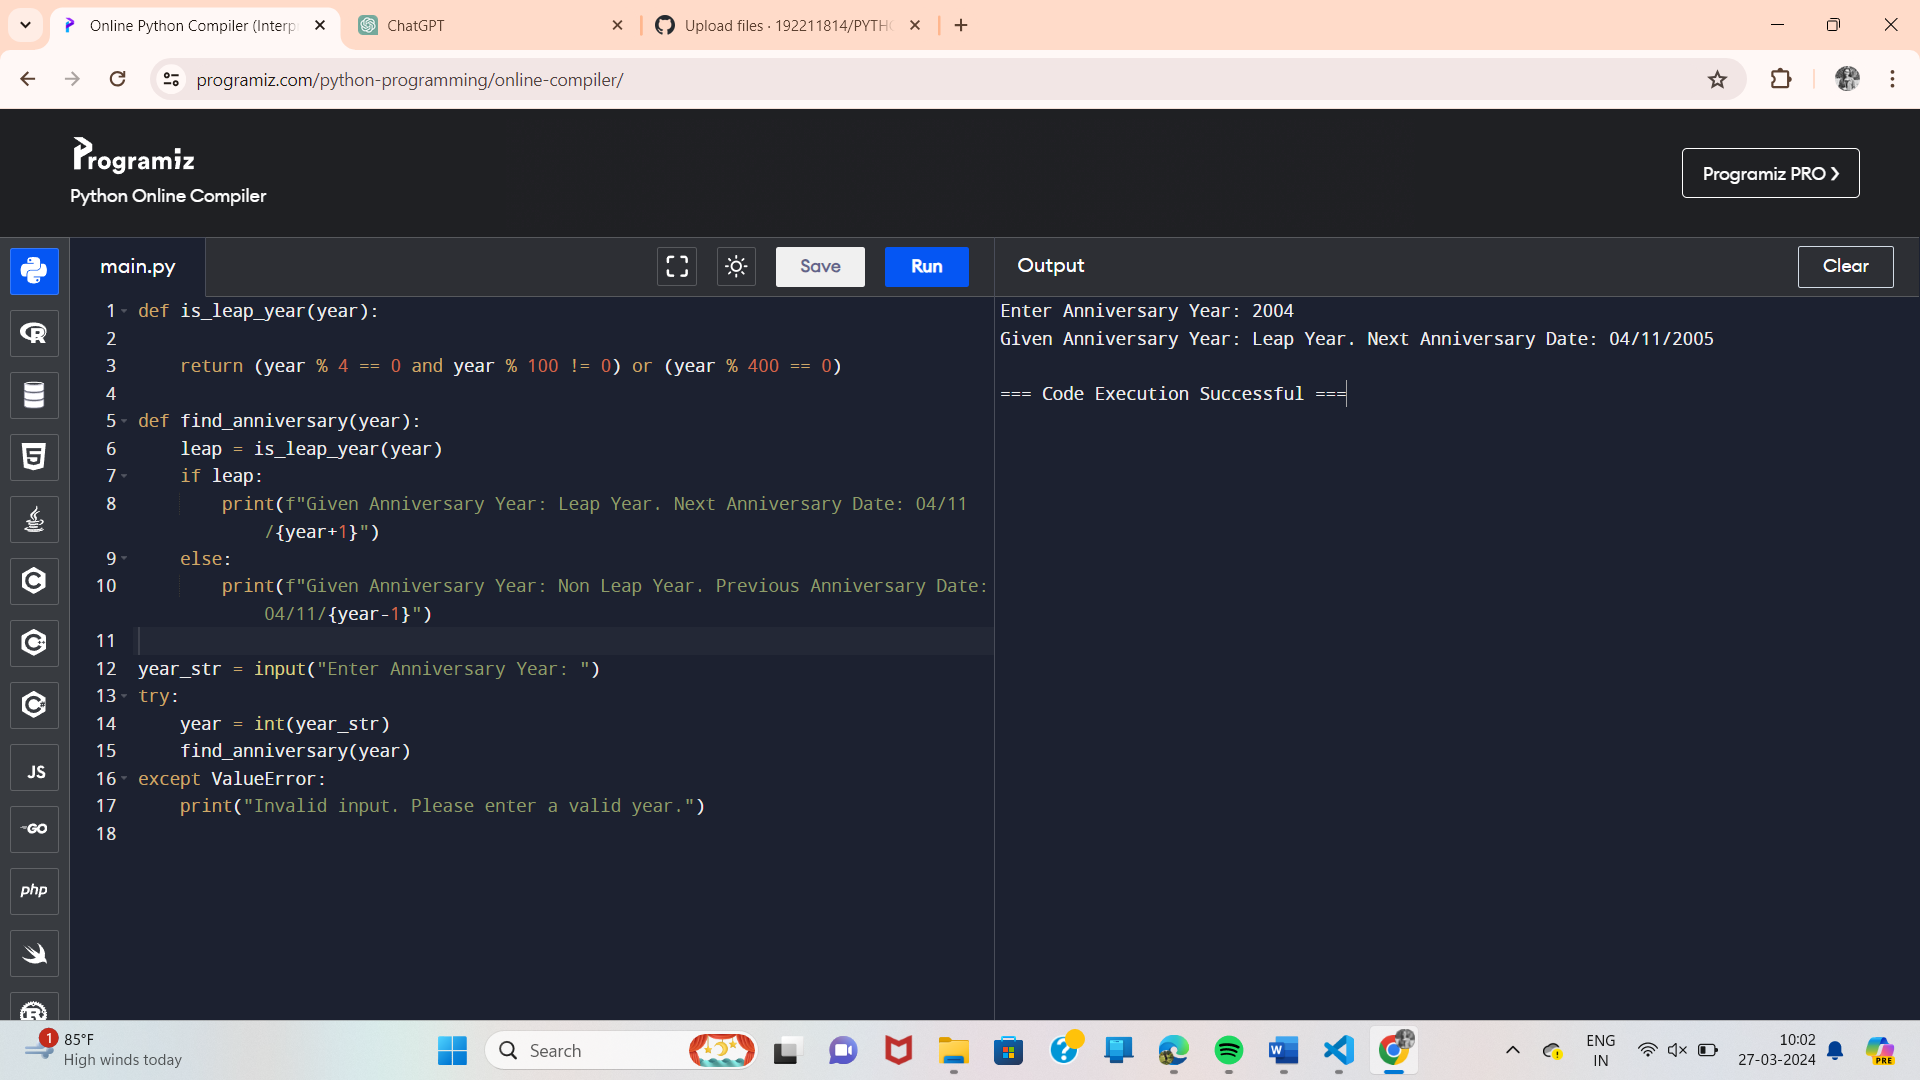 Online Python Compiler (Interp
ChatGPT
Upload files · 192211814/PYTH
programiz.com/python-programming/online-compiler/
Programiz
Python Online Compiler
Programiz PRO ❯
main.py
Save
Run
Output
Clear
1 def is_leap_year(year):
2
3 return (year % 4 == 0 and year % 100 != 0) or (year % 400 == 0)
4
5 def find_anniversary(year):
6 leap = is_leap_year(year)
7 if leap:
8 print(f"Given Anniversary Year: Leap Year. Next Anniversary Date: 04/11
/{year+1}")
9 else:
10 print(f"Given Anniversary Year: Non Leap Year. Previous Anniversary Date:
04/11/{year-1}")
11
12 year_str = input("Enter Anniversary Year: ")
13 try:
14 year = int(year_str)
15 find_anniversary(year)
16 except ValueError:
17 print("Invalid input. Please enter a valid year.")
18
Enter Anniversary Year: 2004
Given Anniversary Year: Leap Year. Next Anniversary Date: 04/11/2005
=== Code Execution Successful ===
R
5
C
C
C
JS
GO
php
R
1
85°F
High winds today
Search
ENG
IN
10:02
27-03-2024
PRE